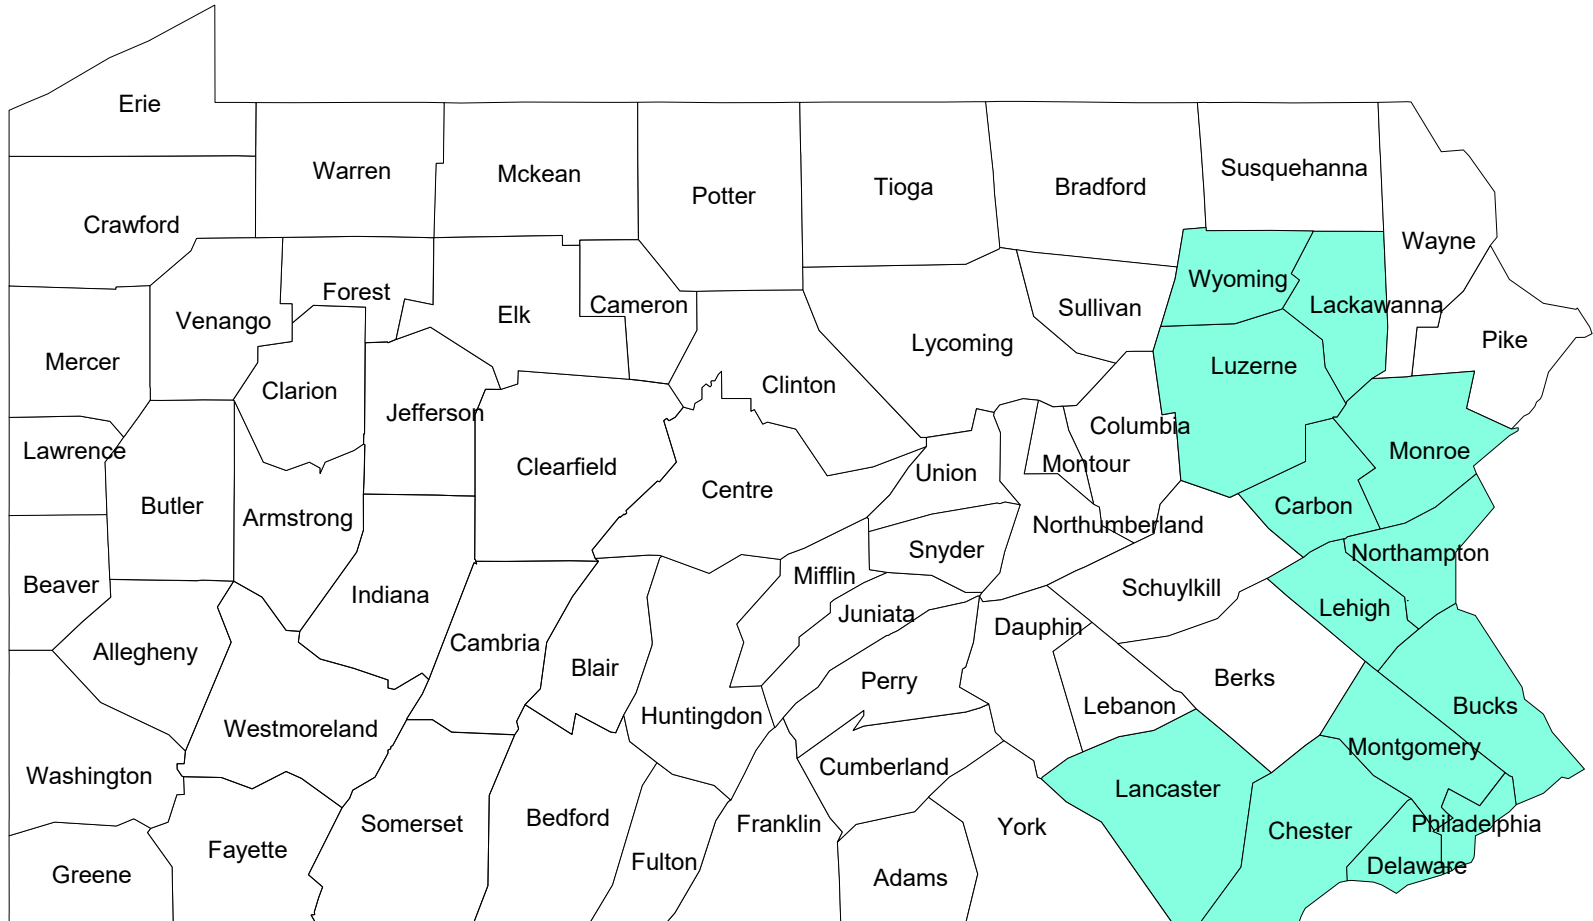 Erie
Warren
Mckean
Potter
Tioga
Bradford
Susquehanna
Crawford
Wayne
Wyoming
Forest
Venango
Elk
Cameron
Sullivan
Lackawanna
Mercer
Lycoming
Pike
Clarion
Clinton
Luzerne
Jefferson
Columbia
Lawrence
Clearfield
Centre
Union
Montour
Monroe
Butler
Armstrong
Northumberland
Carbon
Beaver
Indiana
Mifflin
Snyder
Schuylkill
Northampton
Allegheny
Cambria
Blair
Juniata
Dauphin
Lehigh
Perry
Berks
Westmoreland
Huntingdon
Lebanon
Bucks
Washington
Cumberland
Lancaster
Montgomery
Somerset
Bedford
Franklin
York
Chester
Philadelphia
Greene
Fayette
Fulton
Adams
Delaware